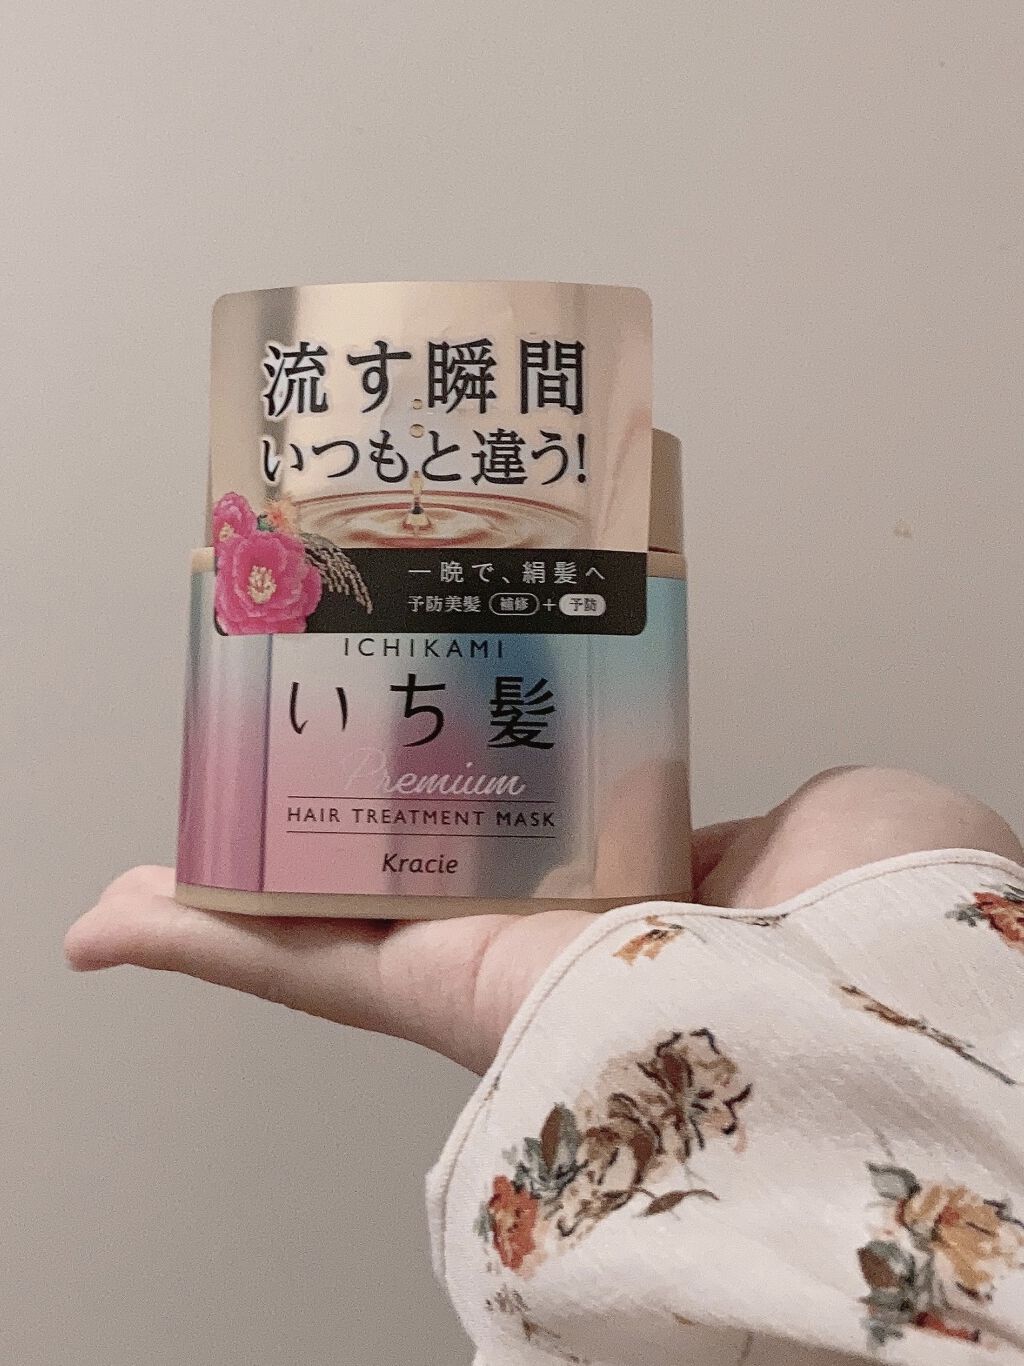 流す瞬間
いつもと違う!
一晩で、絹髪へ
予防美髪 補修+予防
ICHIKAMI
いち髪
Premium
HAIR TREATMENT MASK
Kracie